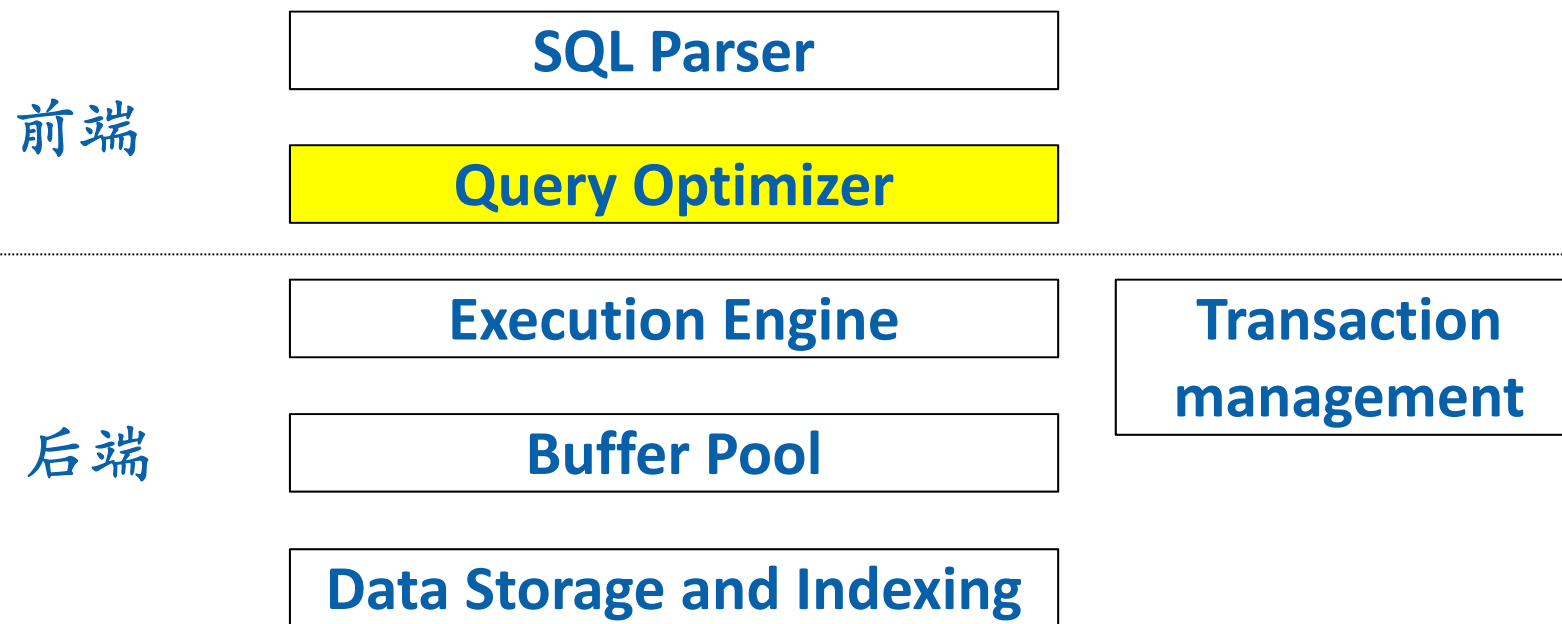 SQL Parser
前端
Query Optimizer
Execution Engine
Transaction
management
Buffer Pool
后端
Data Storage and Indexing